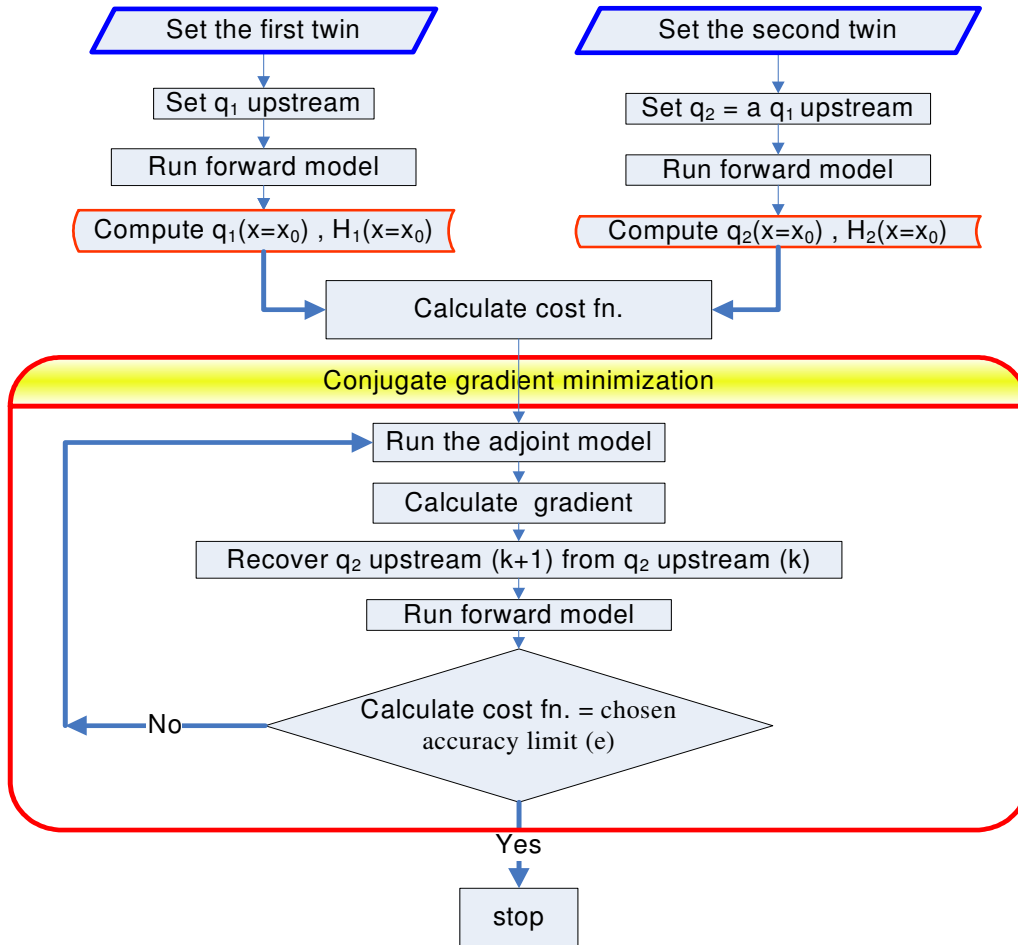 Set the first twin
Set the second twin
Set q₁ upstream
Set q₂ = a q₁ upstream
Run forward model
Run forward model
Compute q₁(x=x₀) , H₁(x=x₀)
Compute q₂(x=x₀) , H₂(x=x₀)
Calculate cost fn.
Conjugate gradient minimization
Run the adjoint model
Calculate gradient
Recover q₂ upstream (k+1) from q₂ upstream (k)
Run forward model
Calculate cost fn. = chosen
accuracy limit (e)
No
Yes
stop